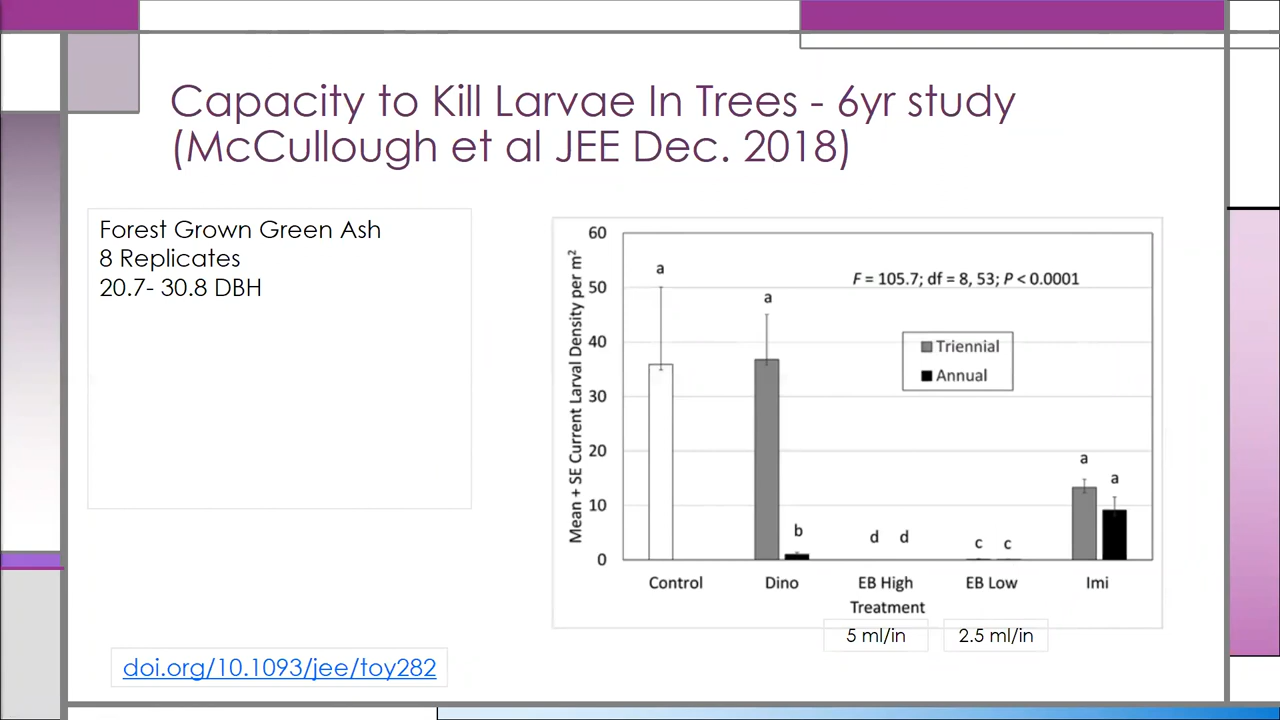 Capacity to Kill Larvae In Trees - 6yr study
(McCullough et al JEE Dec. 2018)
Forest Grown Green Ash
8 Replicates
20.7- 30.8 DBH
Mean + SE Current Larval Density per m²
60
50
40
30
20
10
0
F = 105.7; df = 8, 53; P < 0.0001
Triennial
Annual
a
a
b
d d
c c
a
a
Control Dino EB High EB Low Imi
Treatment
5 ml/in 2.5 ml/in
doi.org/10.1093/jee/toy282